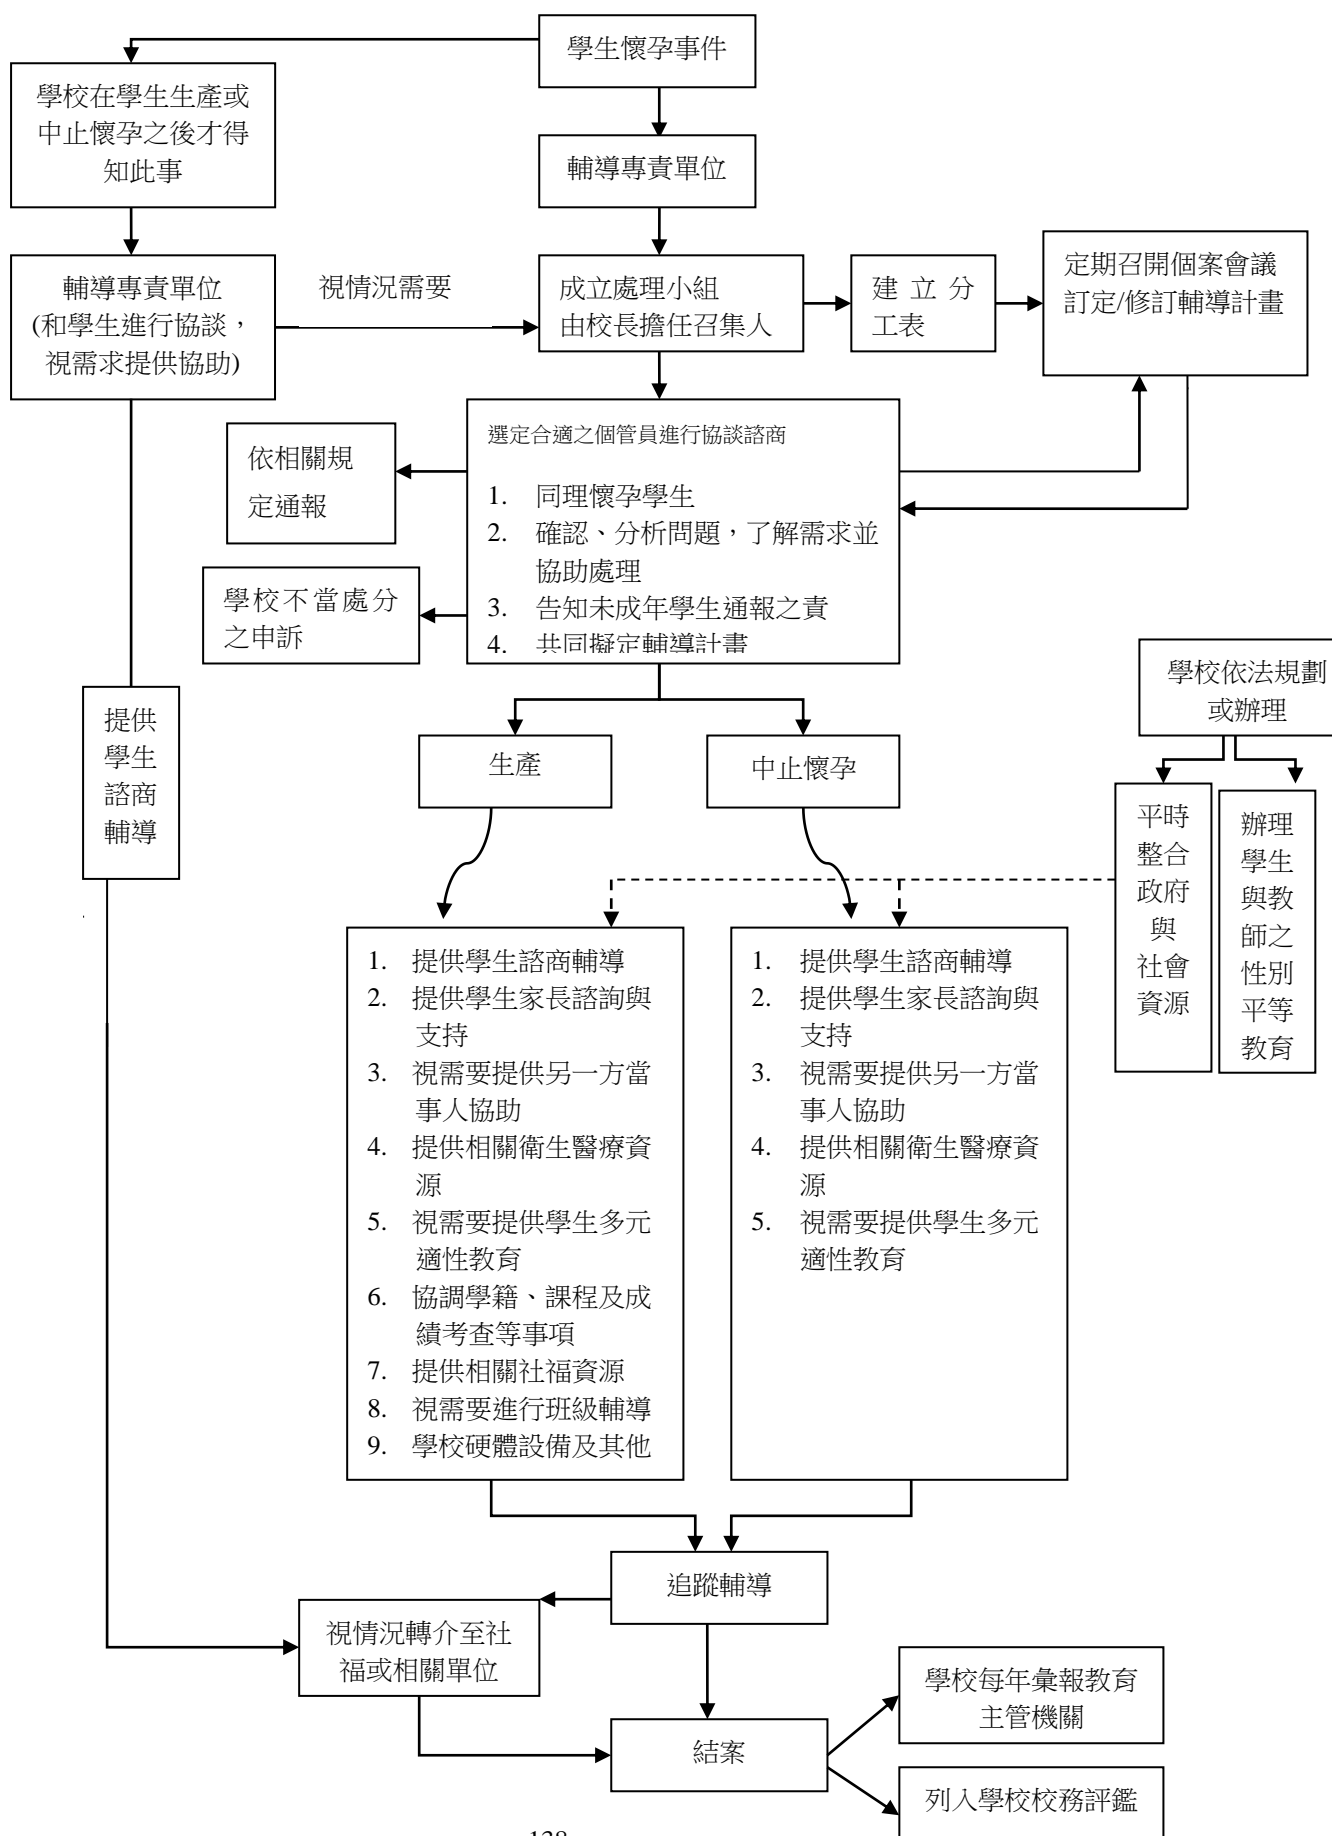 學生懷孕事件
學校在學生生產或
中止懷孕之後才得
知此事
輔導專責單位
輔導專責單位
(和學生進行協談，
視需求提供協助)
視情況需要
成立處理小組
由校長擔任召集人
建立分
工表
定期召開個案會議
訂定/修訂輔導計畫
選定合適之個管員進行協談諮商
1. 同理懷孕學生
2. 確認、分析問題，了解需求並
協助處理
3. 告知未成年學生通報之責
4. 共同擬定輔導計畫
依相關規
定通報
學校不當處分
之申訴
提供
學生
諮商
輔導
生產
中止懷孕
學校依法規劃
或辦理
平時
整合
政府
與
社會
資源
辦理
學生
與教
師之
性別
平等
教育
1. 提供學生諮商輔導
2. 提供學生家長諮詢與
支持
3. 視需要提供另一方當
事人協助
4. 提供相關衛生醫療資
源
5. 視需要提供學生多元
適性教育
6. 協調學籍、課程及成
績考查等事項
7. 提供相關社福資源
8. 視需要進行班級輔導
9. 學校硬體設備及其他
1. 提供學生諮商輔導
2. 提供學生家長諮詢與
支持
3. 視需要提供另一方當
事人協助
4. 提供相關衛生醫療資
源
5. 視需要提供學生多元
適性教育
追蹤輔導
視情況轉介至社
福或相關單位
結案
學校每年彙報教育
主管機關
列入學校校務評鑑